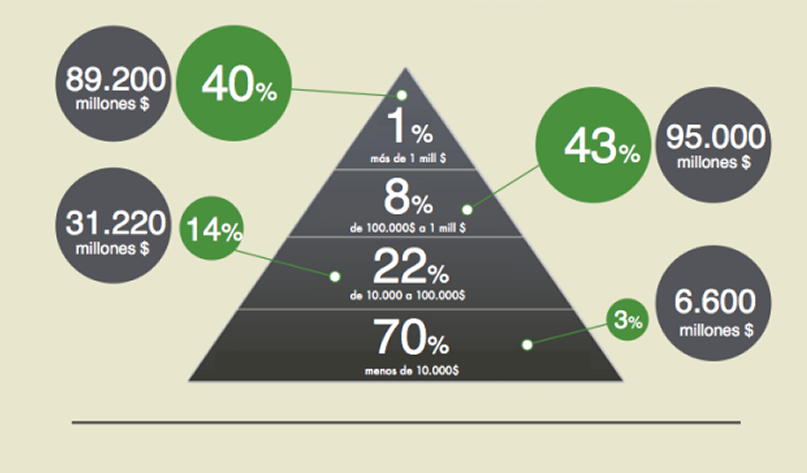 89.200
millones $
40%
1%
más de 1 mill $
43%
95.000
millones $
8%
de 100.000$ a 1 mill $
31.220
millones $
14%
22%
de 10.000 a 100.000$
70%
menos de 10.000$
3%
6.600
millones $